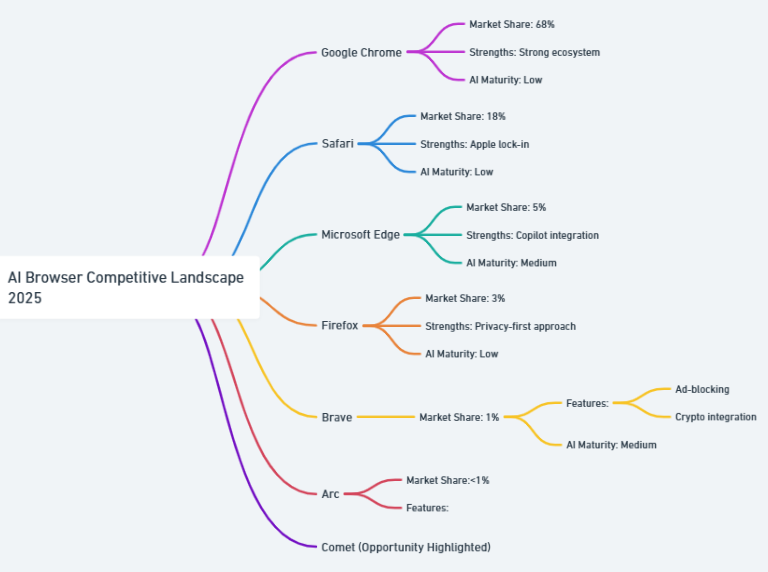 AI Browser Competitive Landscape
2025
Google Chrome
Market Share: 68%
Strengths: Strong ecosystem
AI Maturity: Low
Safari
Market Share: 18%
Strengths: Apple lock-in
AI Maturity: Low
Microsoft Edge
Market Share: 5%
Strengths: Copilot integration
AI Maturity: Medium
Firefox
Market Share: 3%
Strengths: Privacy-first approach
AI Maturity: Low
Brave
Market Share: 1%
Features:
Ad-blocking
Crypto integration
AI Maturity: Medium
Arc
Market Share:<1%
Features:
Comet (Opportunity Highlighted)